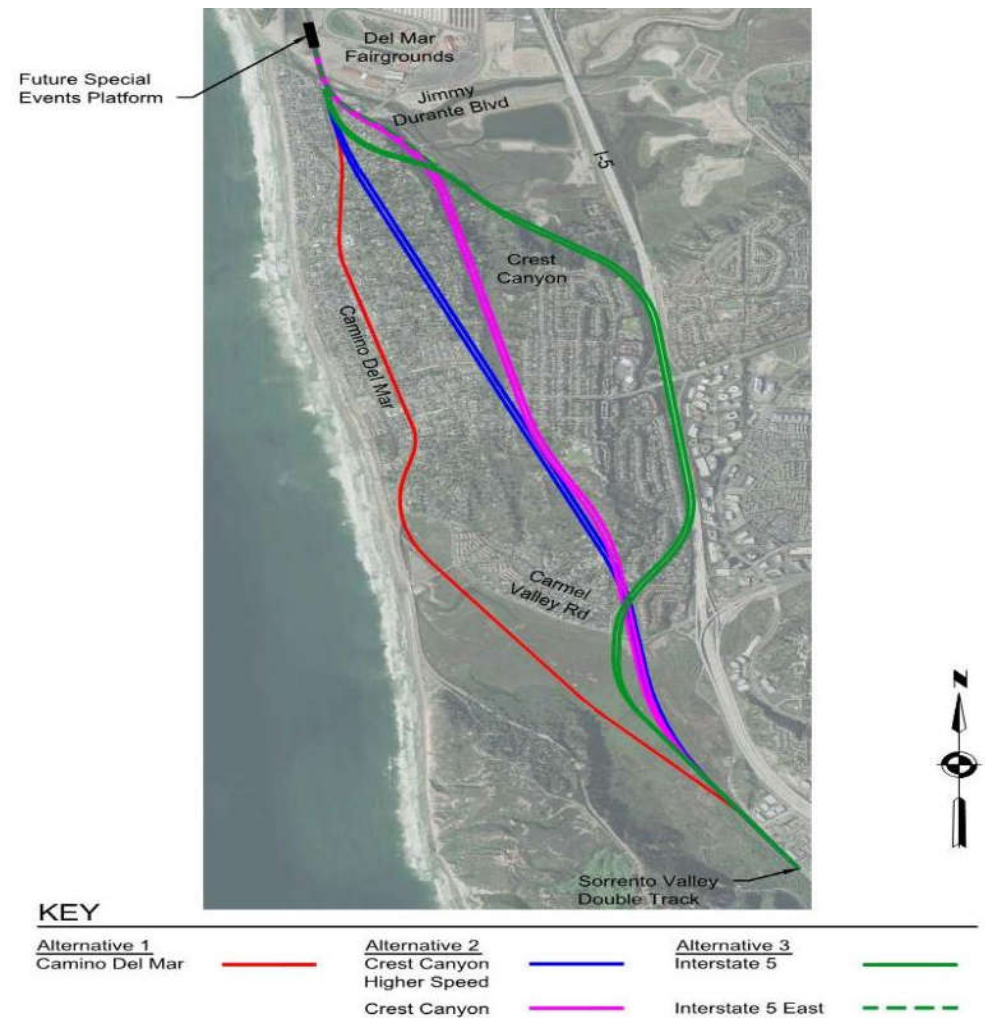 Del Mar
Fairgrounds
Future Special
Events Platform
Jimmy
Durante Blvd
I-5
Crest
Canyon
Camino Del Mar
Carmel
Valley Rd
N
Sorrento Valley
Double Track
KEY
Alternative 1
Camino Del Mar
Alternative 2
Crest Canyon
Higher Speed
Crest Canyon
Alternative 3
Interstate 5
Interstate 5 East